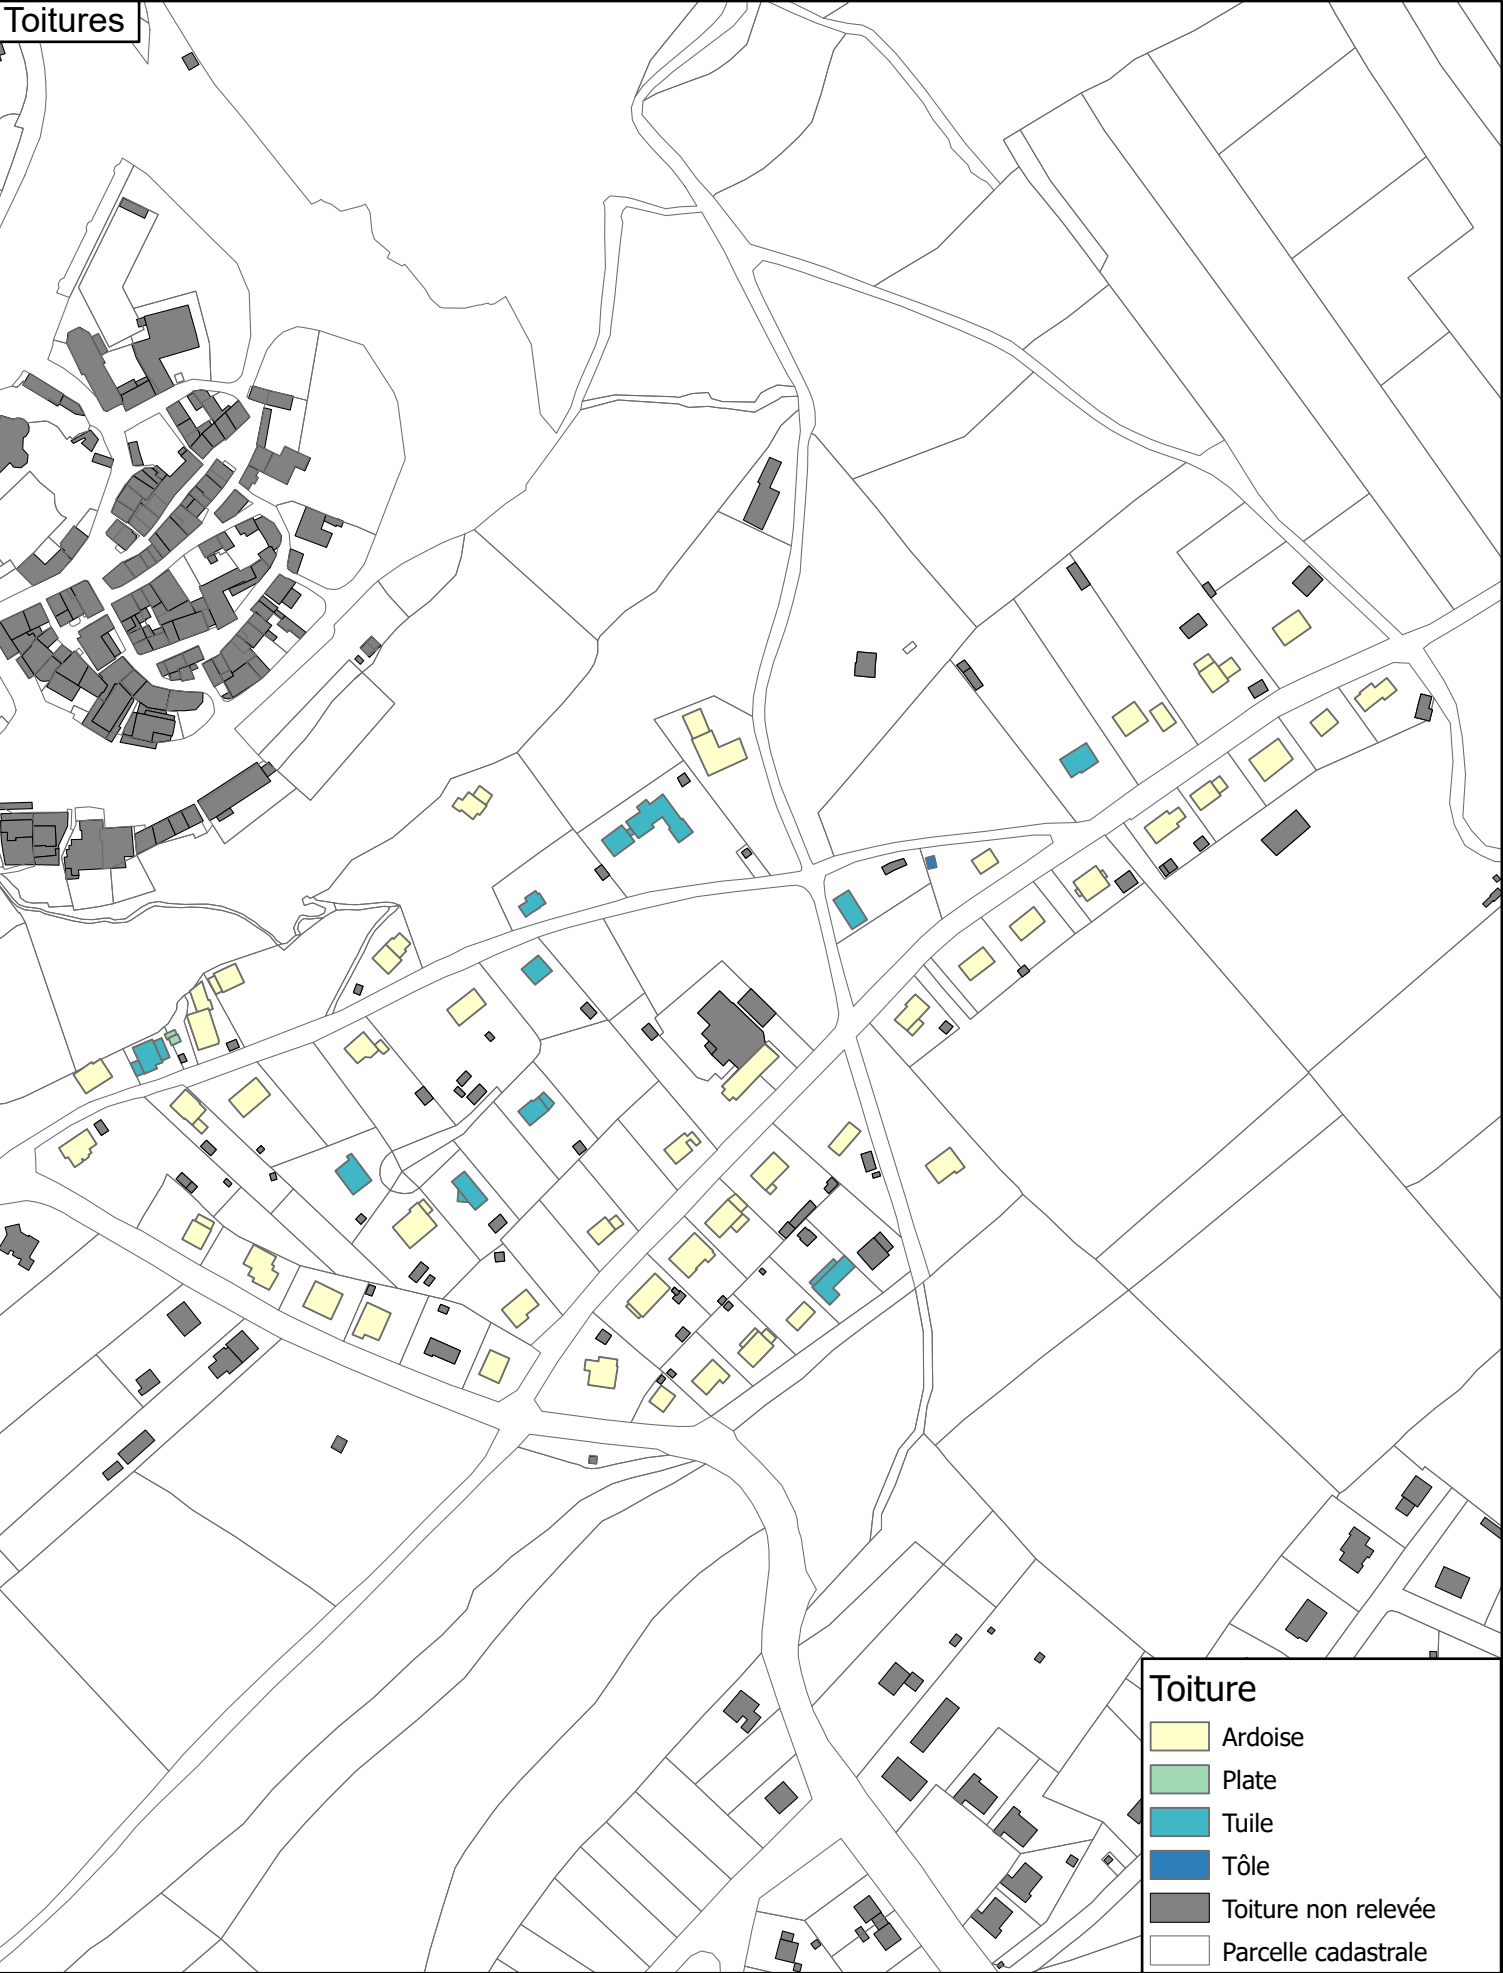 Toitures
Toiture
Ardoise
Plate
Tuile
Tôle
Toiture non relevée
Parcelle cadastrale